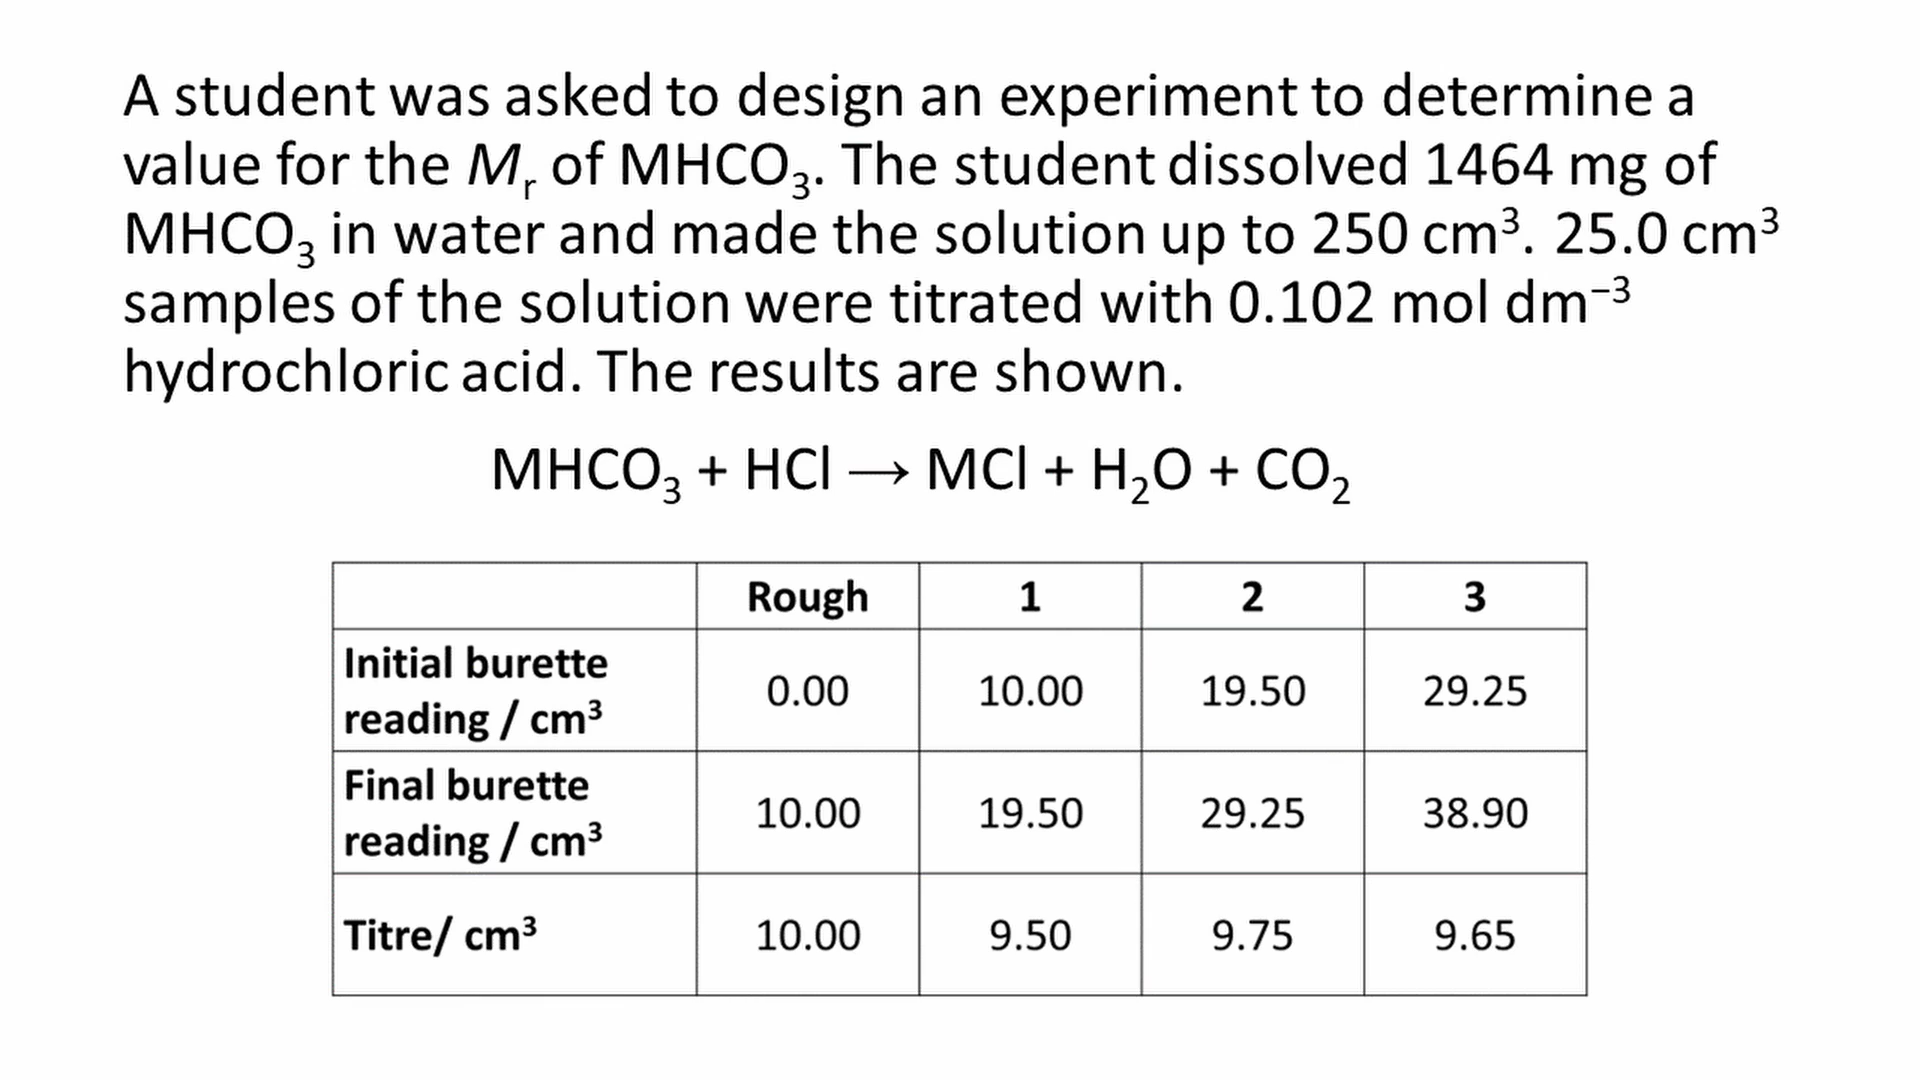 A student was asked to design an experiment to determine a
value for the Mᵣ of MHCO₃. The student dissolved 1464 mg of
MHCO₃ in water and made the solution up to 250 cm³. 25.0 cm³
samples of the solution were titrated with 0.102 mol dm⁻³
hydrochloric acid. The results are shown.
MHCO₃ + HCl → MCl + H₂O + CO₂
Rough 1 2 3
Initial burette
reading / cm³ 0.00 10.00 19.50 29.25
Final burette
reading / cm³ 10.00 19.50 29.25 38.90
Titre/ cm³ 10.00 9.50 9.75 9.65